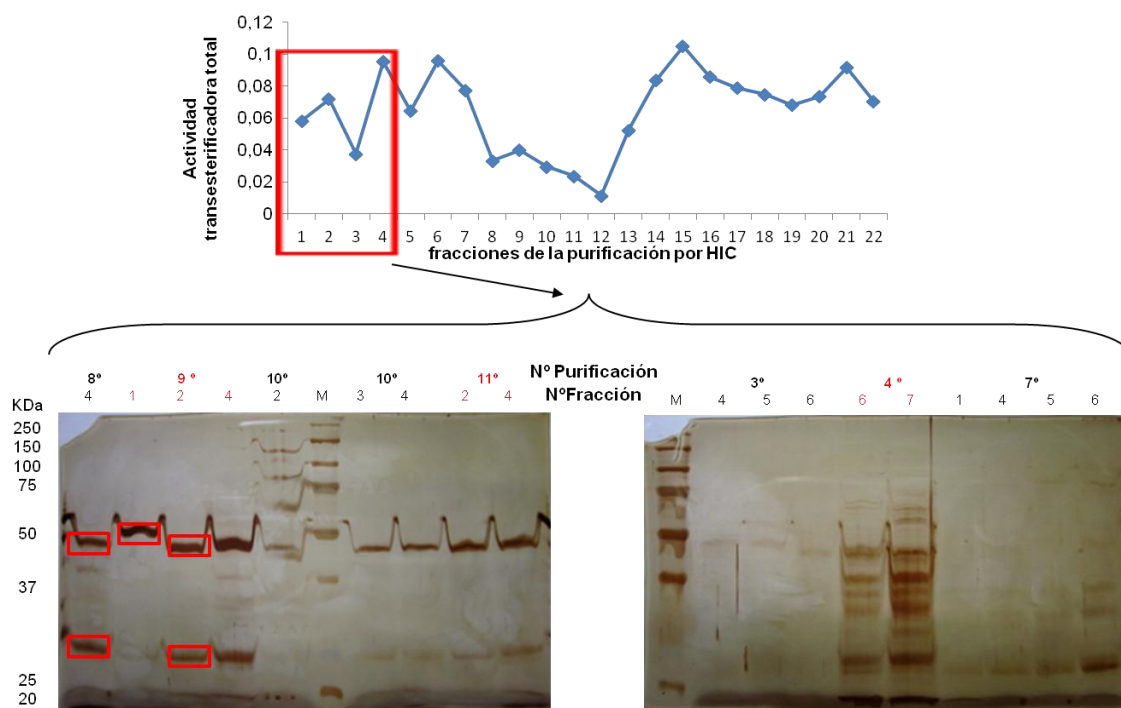 0,12
0,1
0,08
0,06
0,04
0,02
0
Actividad
transesterificadora total
1 2 3 4 5 6 7 8 9 10 11 12 13 14 15 16 17 18 19 20 21 22
fracciones de la purificación por HIC
Nº Purificación
8º 9 º 10º 10º 11º 3º 4 º 7º
NºFracción
4 1 2 4 2 M 3 4 2 4 M 4 5 6 6 7 1 4 5 6
KDa
250
150
100
75
50
37
25
20